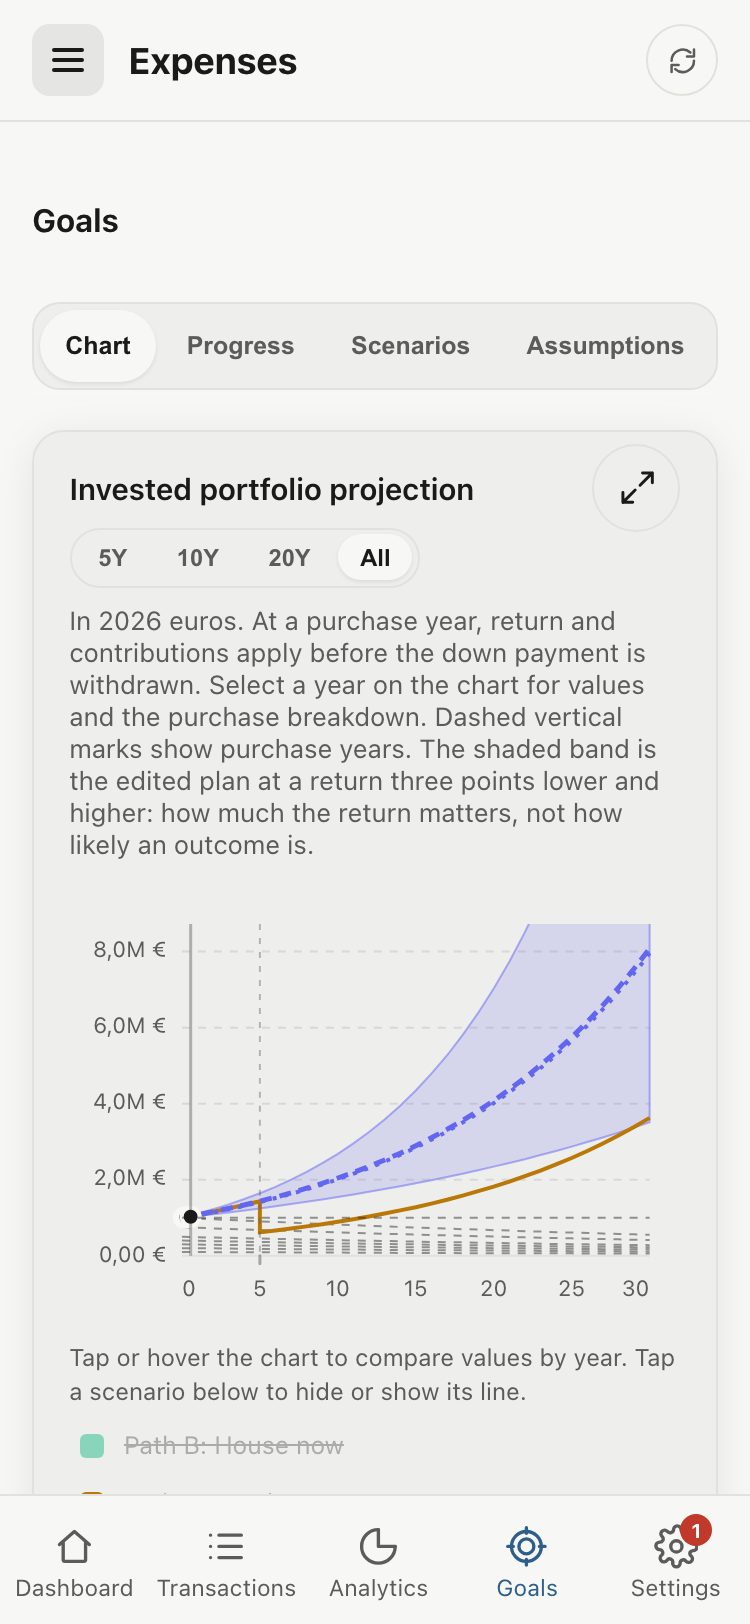 Expenses
Goals
Chart
Progress
Scenarios
Assumptions
Invested portfolio projection
5Y
10Y
20Y
All
In 2026 euros. At a purchase year, return and
contributions apply before the down payment is
withdrawn. Select a year on the chart for values
and the purchase breakdown. Dashed vertical
marks show purchase years. The shaded band is
the edited plan at a return three points lower and
higher: how much the return matters, not how
likely an outcome is.
8,0M €
6,0M €
4,0M €
2,0M €
0,00 €
0
5
10
15
20
25
30
Tap or hover the chart to compare values by year. Tap
a scenario below to hide or show its line.
Path B: House now
Dashboard
Transactions
Analytics
Goals
1
Settings